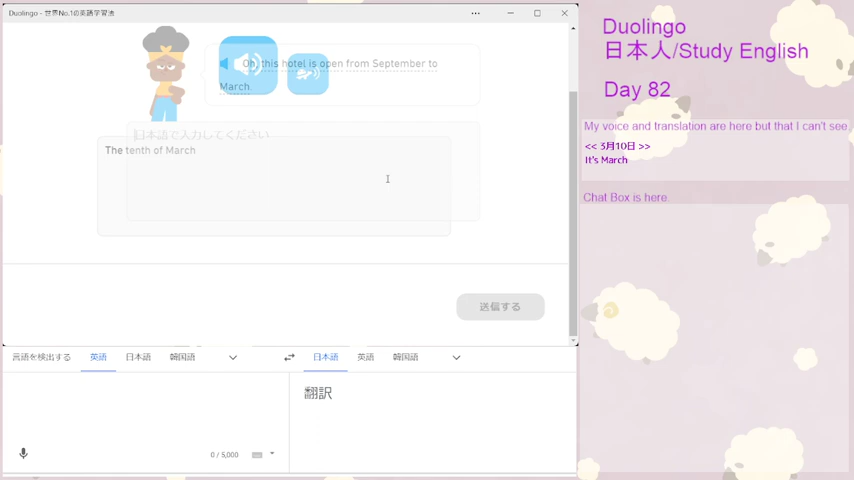 Duolingo - 世界No.1の英語学習法
Oh, this hotel is open from September to
March
日本語で入力してください
The tenth of March
送信する
言語を検出する 英語 日本語 韓国語 日本語 英語 韓国語
翻訳
0 / 5,000
Duolingo
日本人/Study English
Day 82
My voice and translation are here but that I can't see.
<< 3月10日 >>
It's March
Chat Box is here.